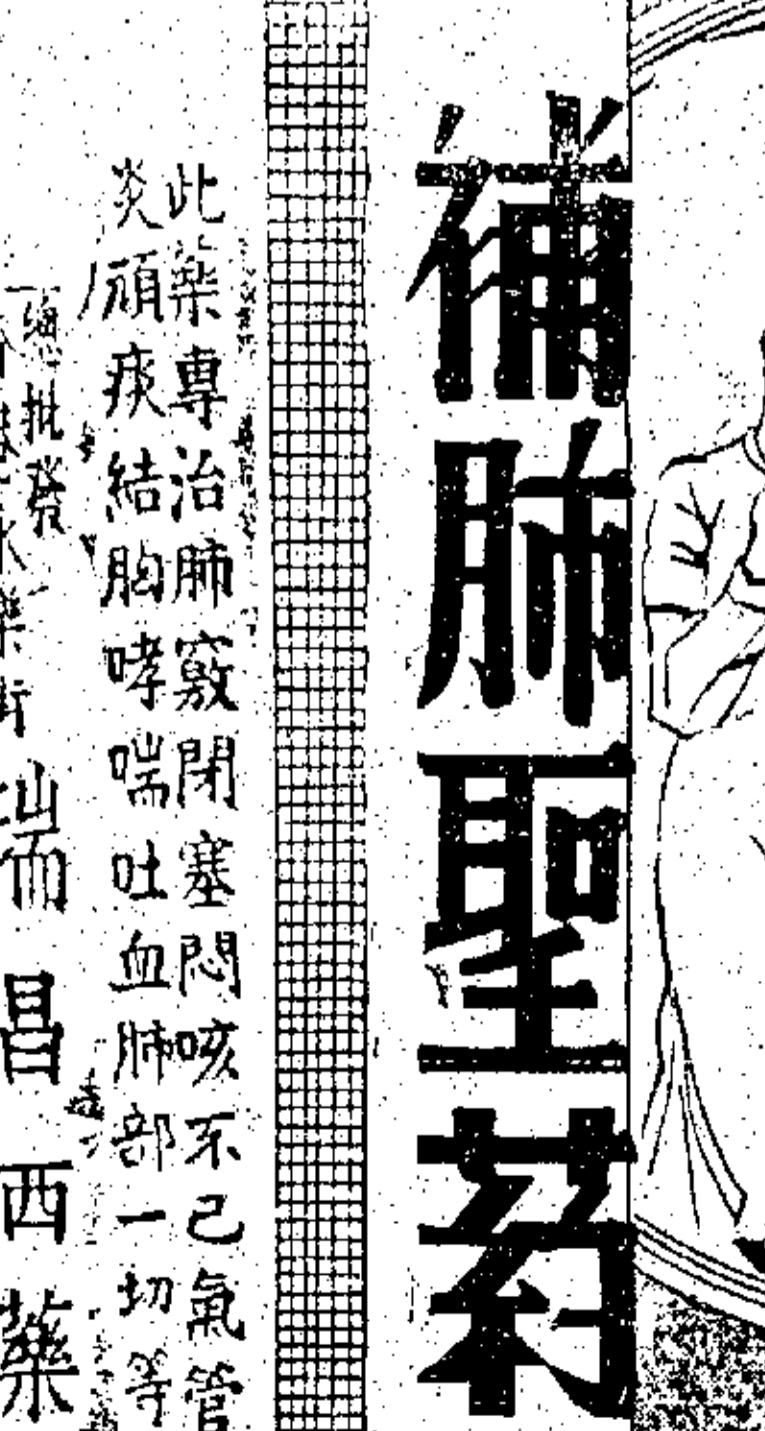 補肺聖葯
此藥專治肺竅閉塞悶咳不已氣管
炎頑痰結胸哮喘吐血肺部一切等
總批發
瑞昌西藥